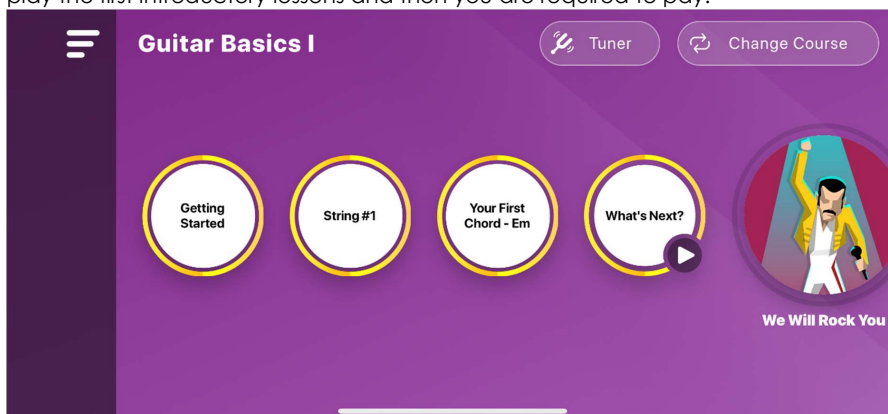 play the first introductory lessons and then you are required to pay.
Guitar Basics I
Tuner
Change Course
Getting
Started
String #1
Your First
Chord - Em
What's Next?
We Will Rock You